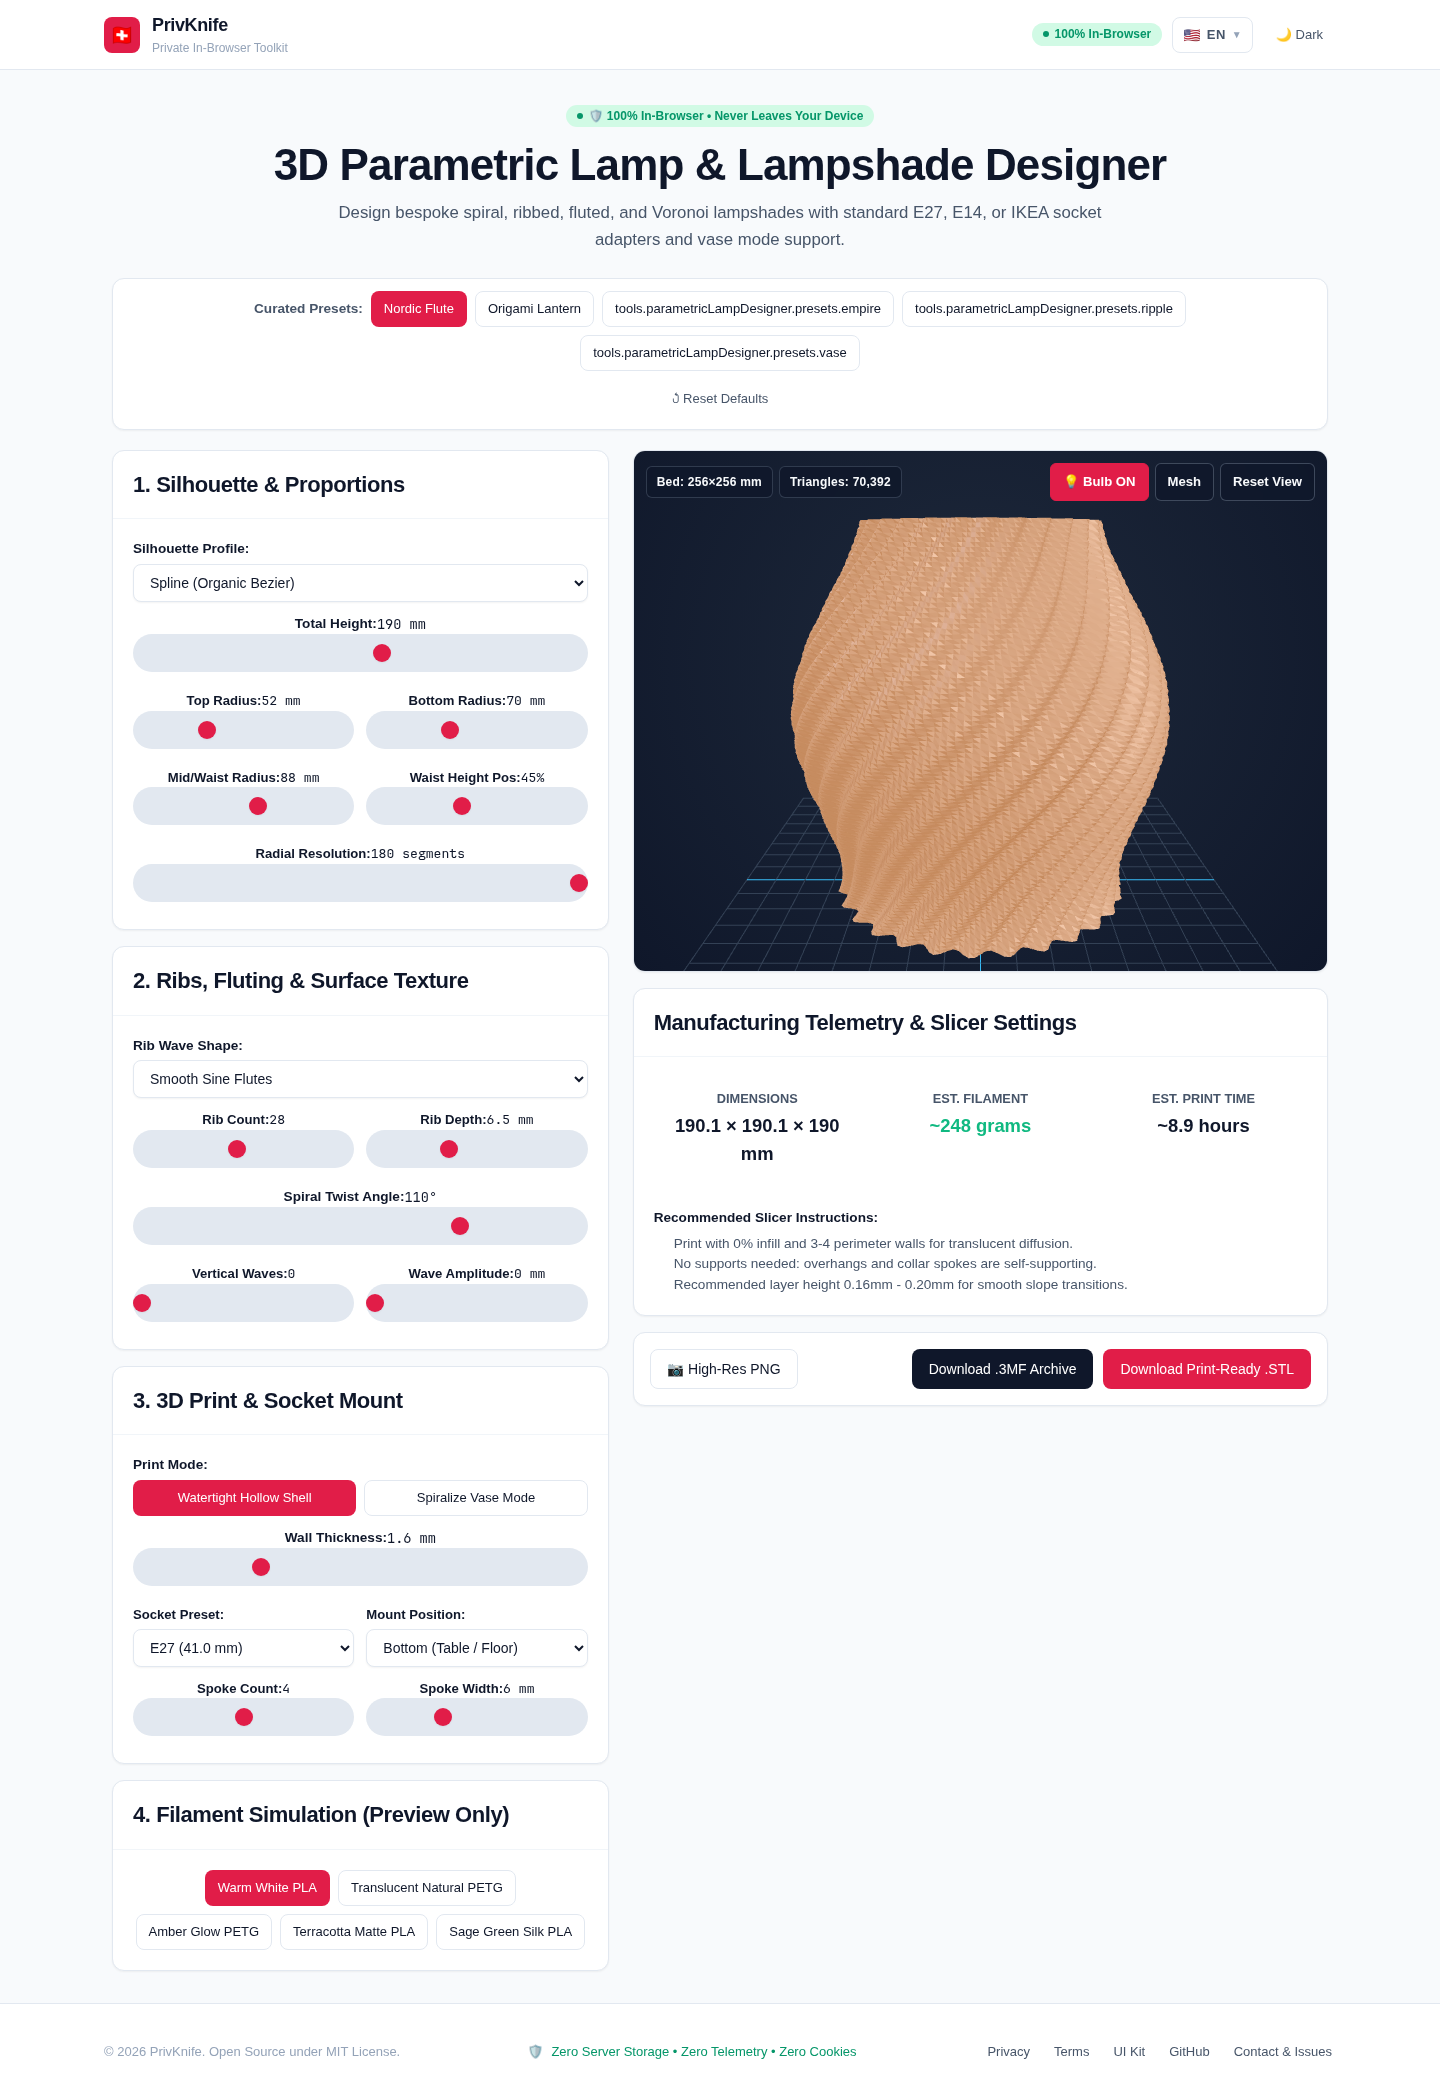 PrivKnife
Private In-Browser Toolkit
100% In-Browser
EN
Dark
100% In-Browser • Never Leaves Your Device
3D Parametric Lamp & Lampshade Designer
Design bespoke spiral, ribbed, fluted, and Voronoi lampshades with standard E27, E14, or IKEA socket
adapters and vase mode support.
Curated Presets: Nordic Flute Origami Lantern tools.parametricLampDesigner.presets.empire tools.parametricLampDesigner.presets.ripple
tools.parametricLampDesigner.presets.vase
Reset Defaults
1. Silhouette & Proportions
Silhouette Profile:
Spline (Organic Bezier)
Total Height:190 mm
Top Radius:52 mm Bottom Radius:70 mm
Mid/Waist Radius:88 mm Waist Height Pos:45%
Radial Resolution:180 segments
2. Ribs, Fluting & Surface Texture
Rib Wave Shape:
Smooth Sine Flutes
Rib Count:28 Rib Depth:6.5 mm
Spiral Twist Angle:110°
Vertical Waves:0 Wave Amplitude:0 mm
3. 3D Print & Socket Mount
Print Mode:
Watertight Hollow Shell Spiralize Vase Mode
Wall Thickness:1.6 mm
Socket Preset: Mount Position:
E27 (41.0 mm) Bottom (Table / Floor)
Spoke Count:4 Spoke Width:6 mm
4. Filament Simulation (Preview Only)
Warm White PLA Translucent Natural PETG
Amber Glow PETG Terracotta Matte PLA Sage Green Silk PLA
Bed: 256×256 mm Triangles: 70,392 Bulb ON Mesh Reset View
Manufacturing Telemetry & Slicer Settings
DIMENSIONS EST. FILAMENT EST. PRINT TIME
190.1 × 190.1 × 190 ~248 grams ~8.9 hours
mm
Recommended Slicer Instructions:
Print with 0% infill and 3-4 perimeter walls for translucent diffusion.
No supports needed: overhangs and collar spokes are self-supporting.
Recommended layer height 0.16mm - 0.20mm for smooth slope transitions.
High-Res PNG Download .3MF Archive Download Print-Ready .STL
© 2026 PrivKnife. Open Source under MIT License. Zero Server Storage • Zero Telemetry • Zero Cookies Privacy Terms UI Kit GitHub Contact & Issues